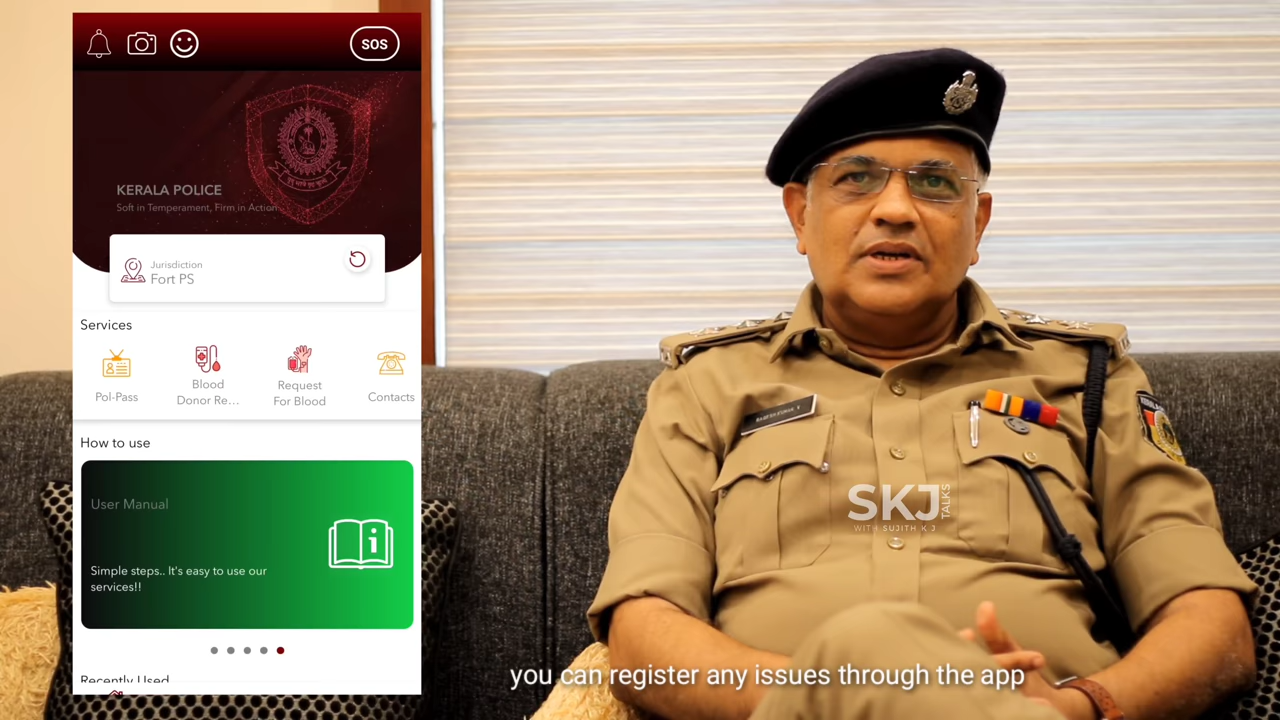 SOS
KERALA POLICE
Soft in Temperament, Firm in Action
Jurisdiction
Fort PS
Services
Pol-Pass
Blood
Donor Re...
Request
For Blood
Contacts
How to use
User Manual
Simple steps.. It's easy to use our
services!!
Recently Used
SKJ
TALKS
WITH SUJITH K J
you can register any issues through the app